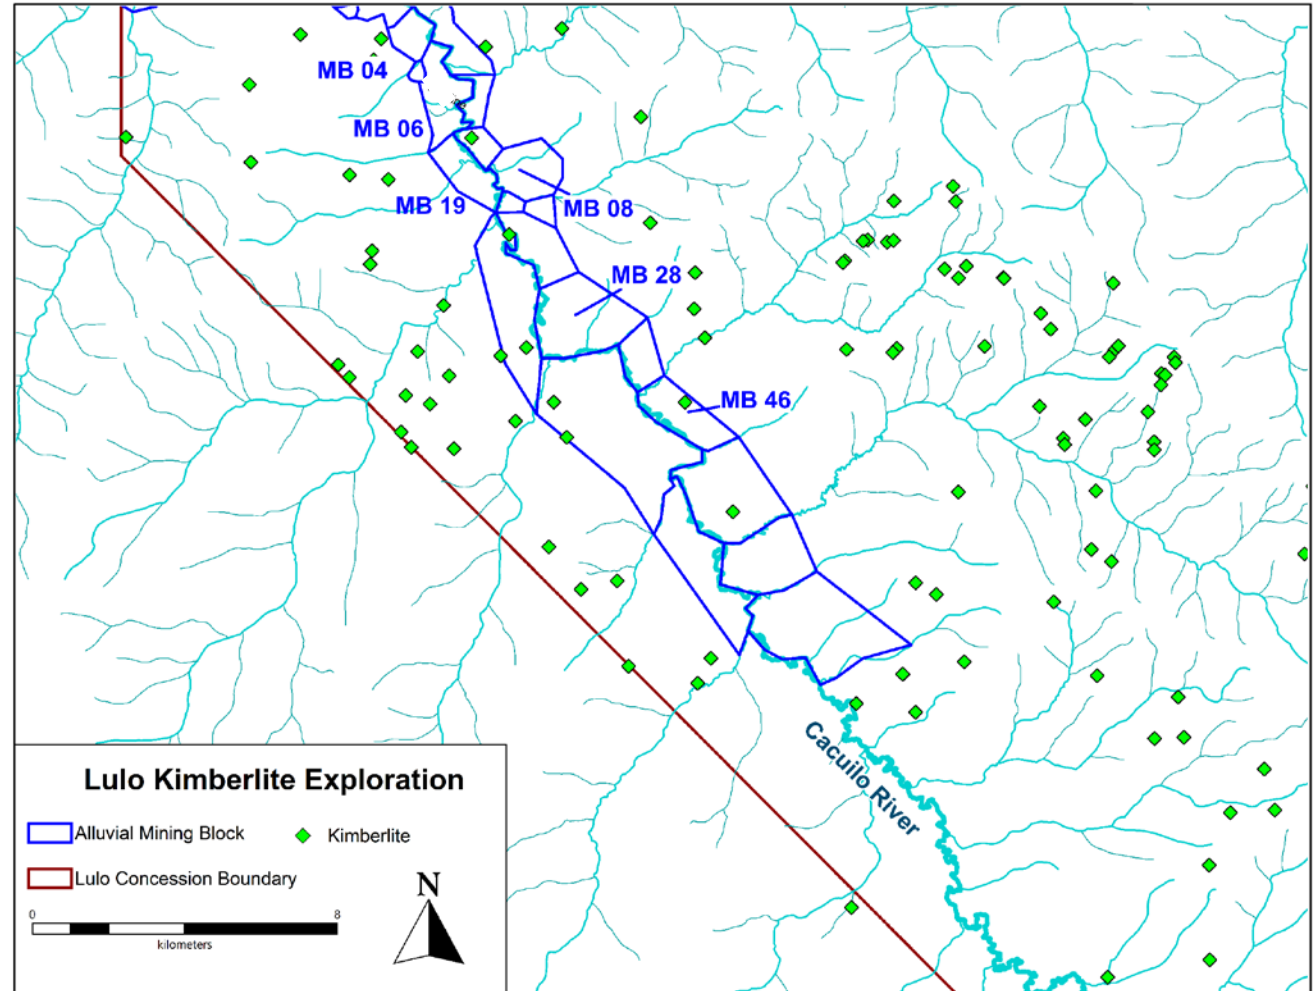 MB 04
MB 06
MB 19
MB 08
MB 28
MB 46
Cacuilo River
Lulo Kimberlite Exploration
Alluvial Mining Block
Kimberlite
Lulo Concession Boundary
N
0 8
kilometers